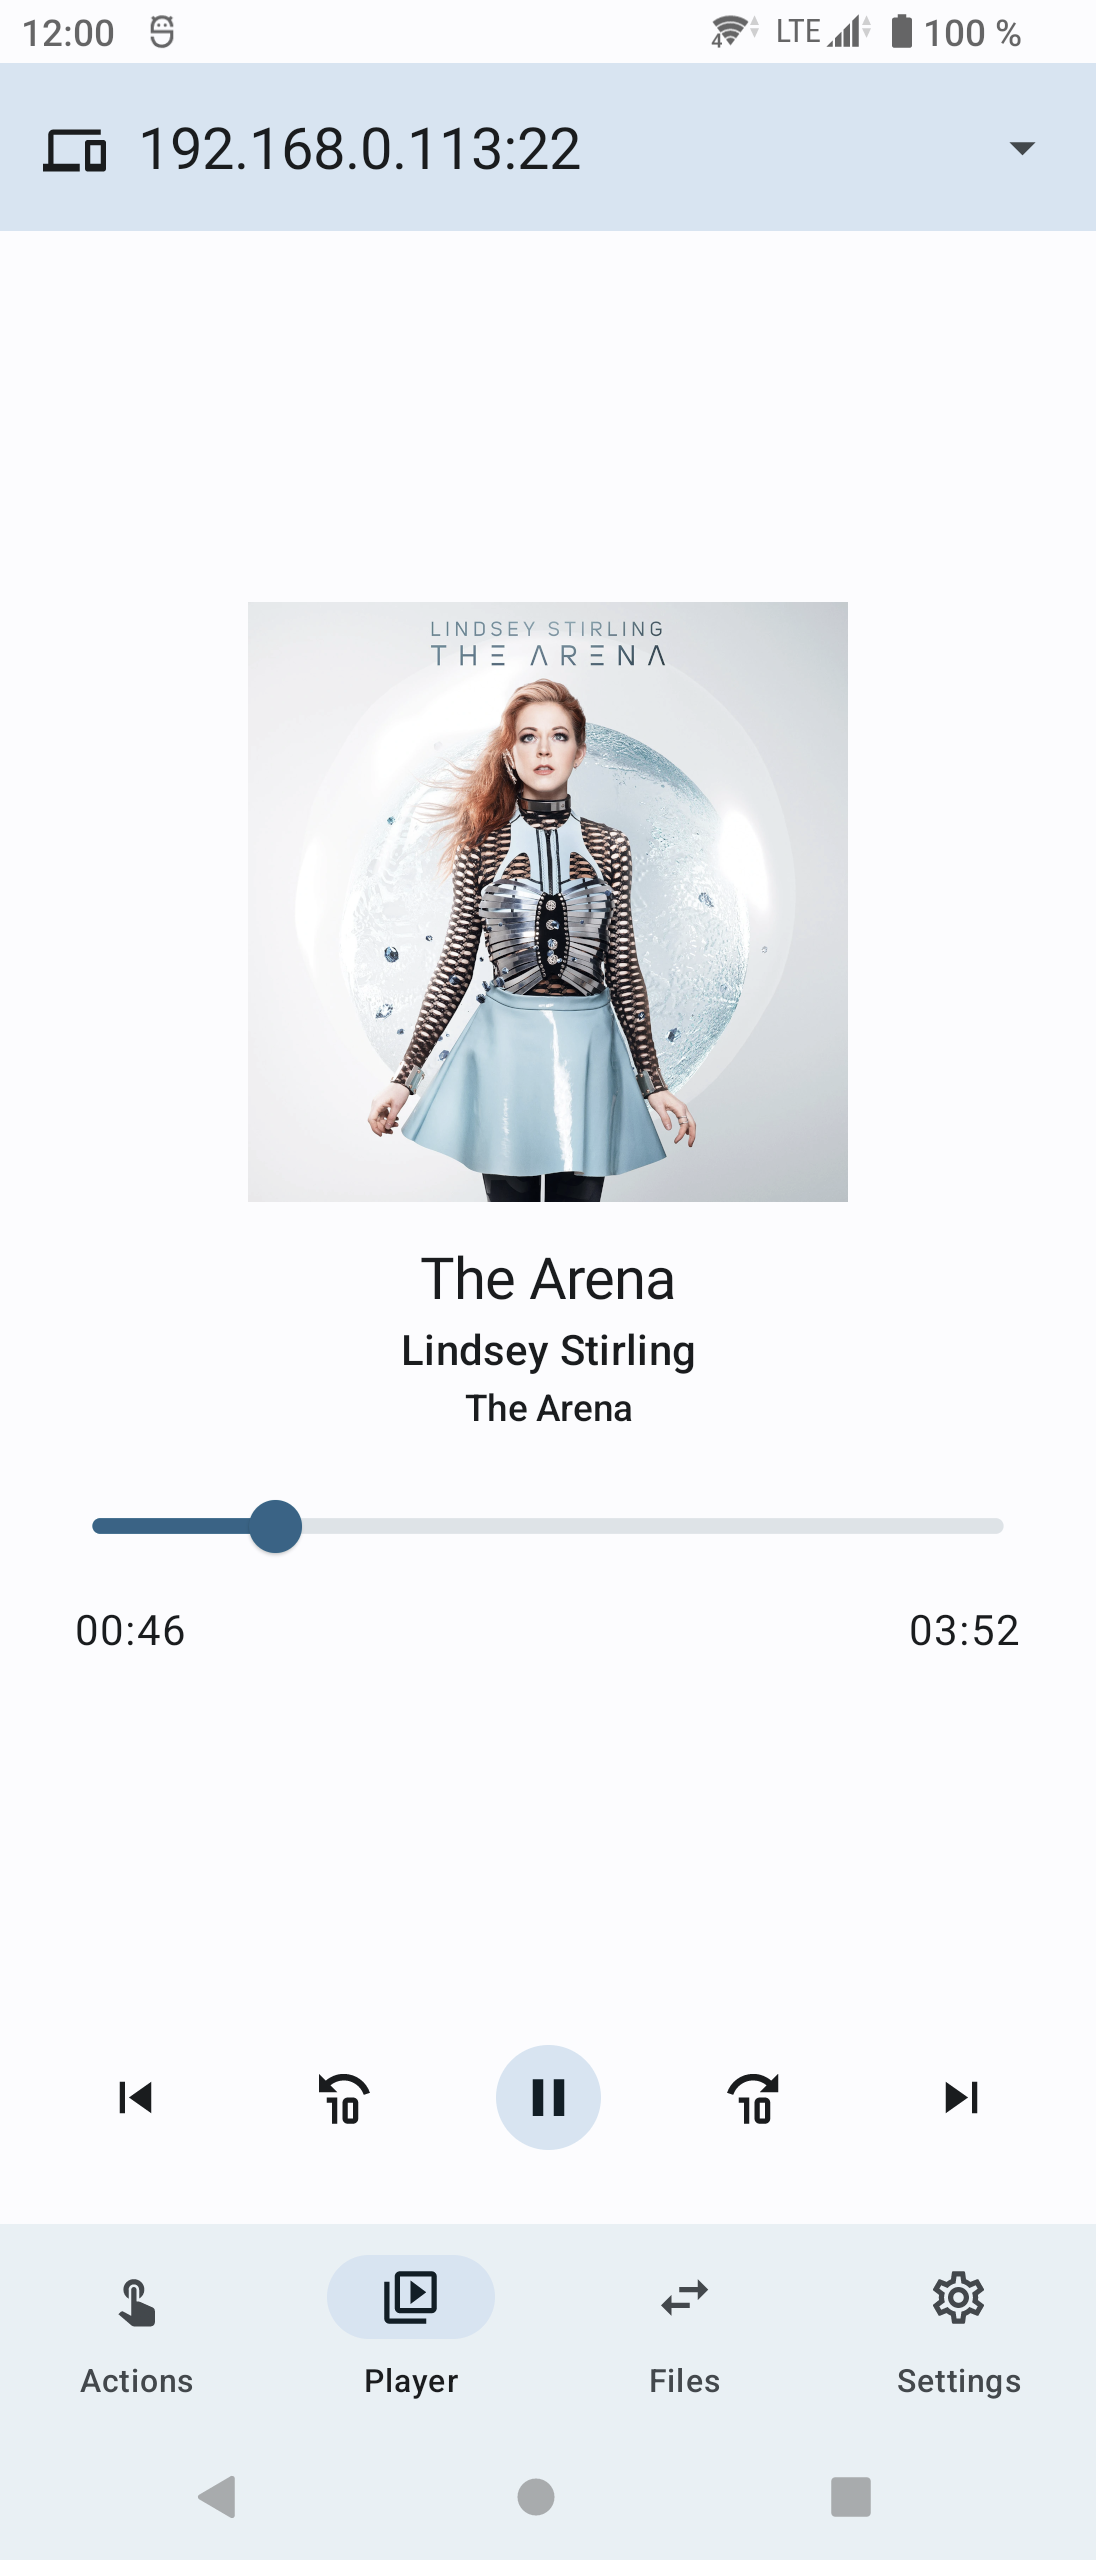 12:00
4 LTE 100 %
192.168.0.113:22
LINDSEY STIRLING
THE ARENA
The Arena
Lindsey Stirling
The Arena
00:46 03:52
10 10
Actions Player Files Settings